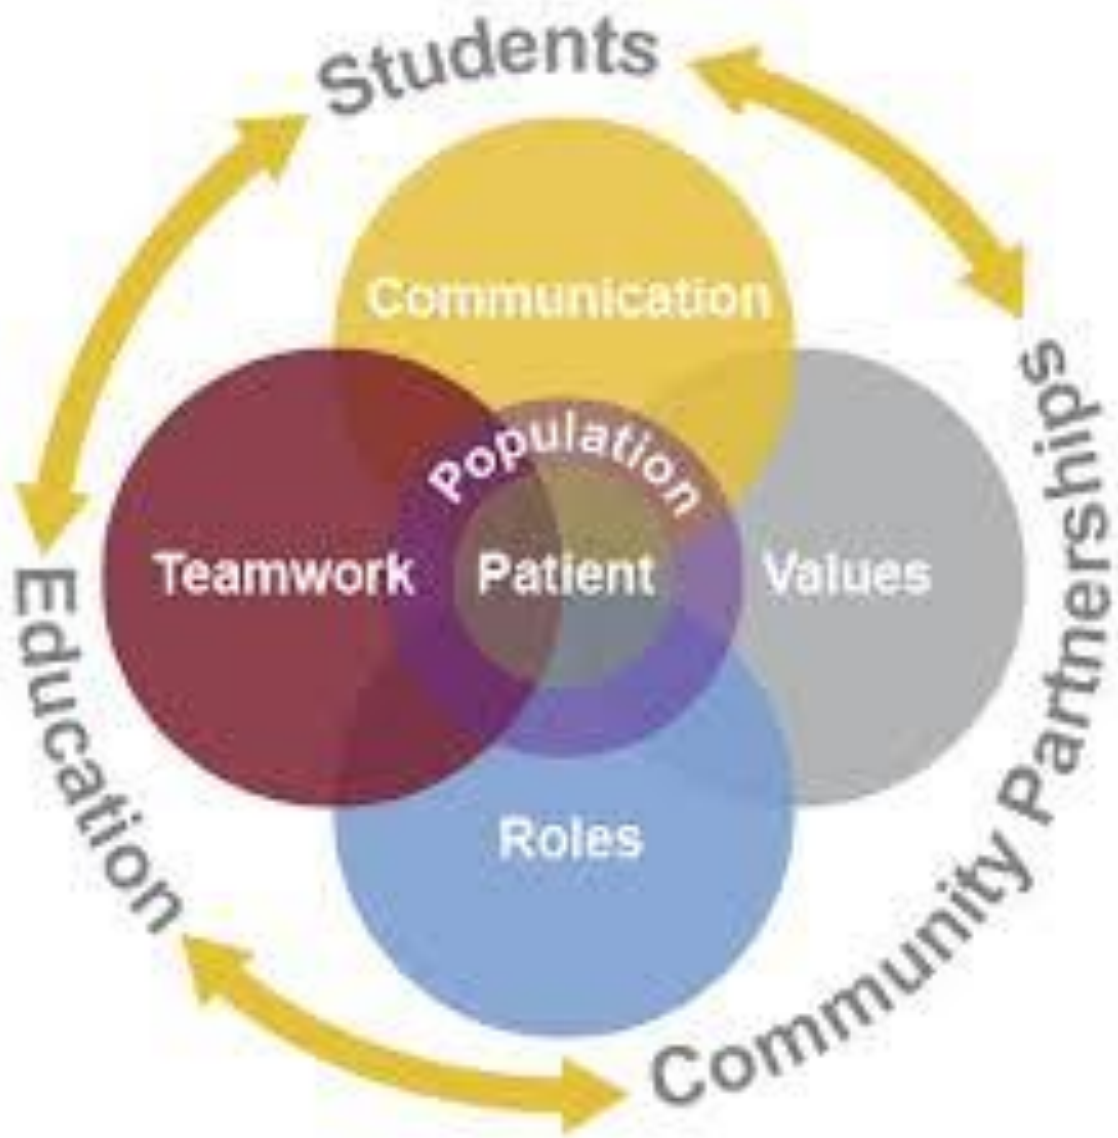 Students
Communication
Population
Teamwork
Patient
Values
Roles
Education
Community Partnerships